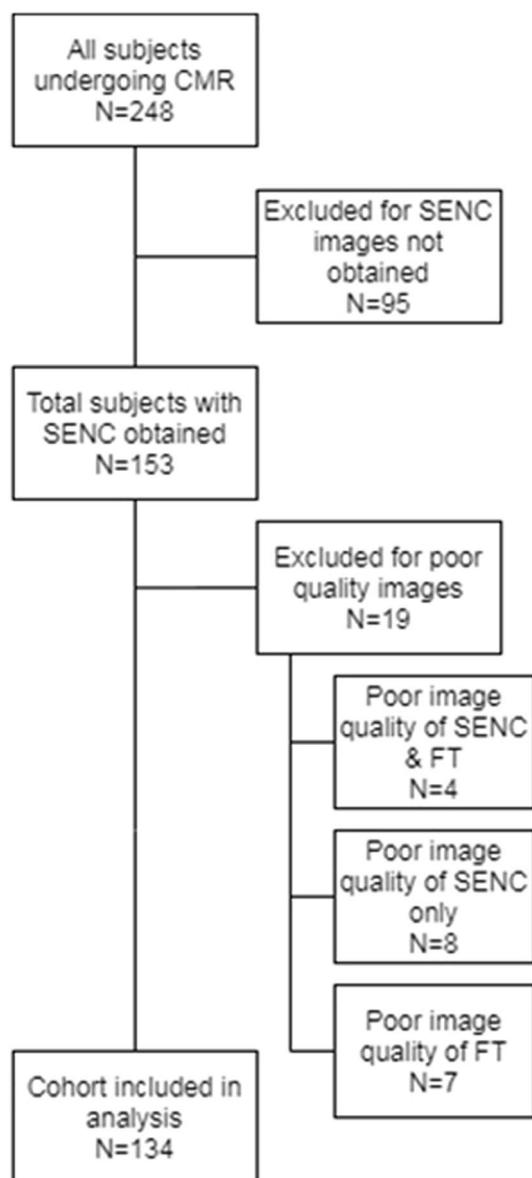 All subjects
undergoing CMR
N=248
Excluded for SENC
images not
obtained
N=95
Total subjects with
SENC obtained
N=153
Excluded for poor
quality images
N=19
Poor image
quality of SENC
& FT
N=4
Poor image
quality of SENC
only
N=8
Poor image
quality of FT
N=7
Cohort included in
analysis
N=134